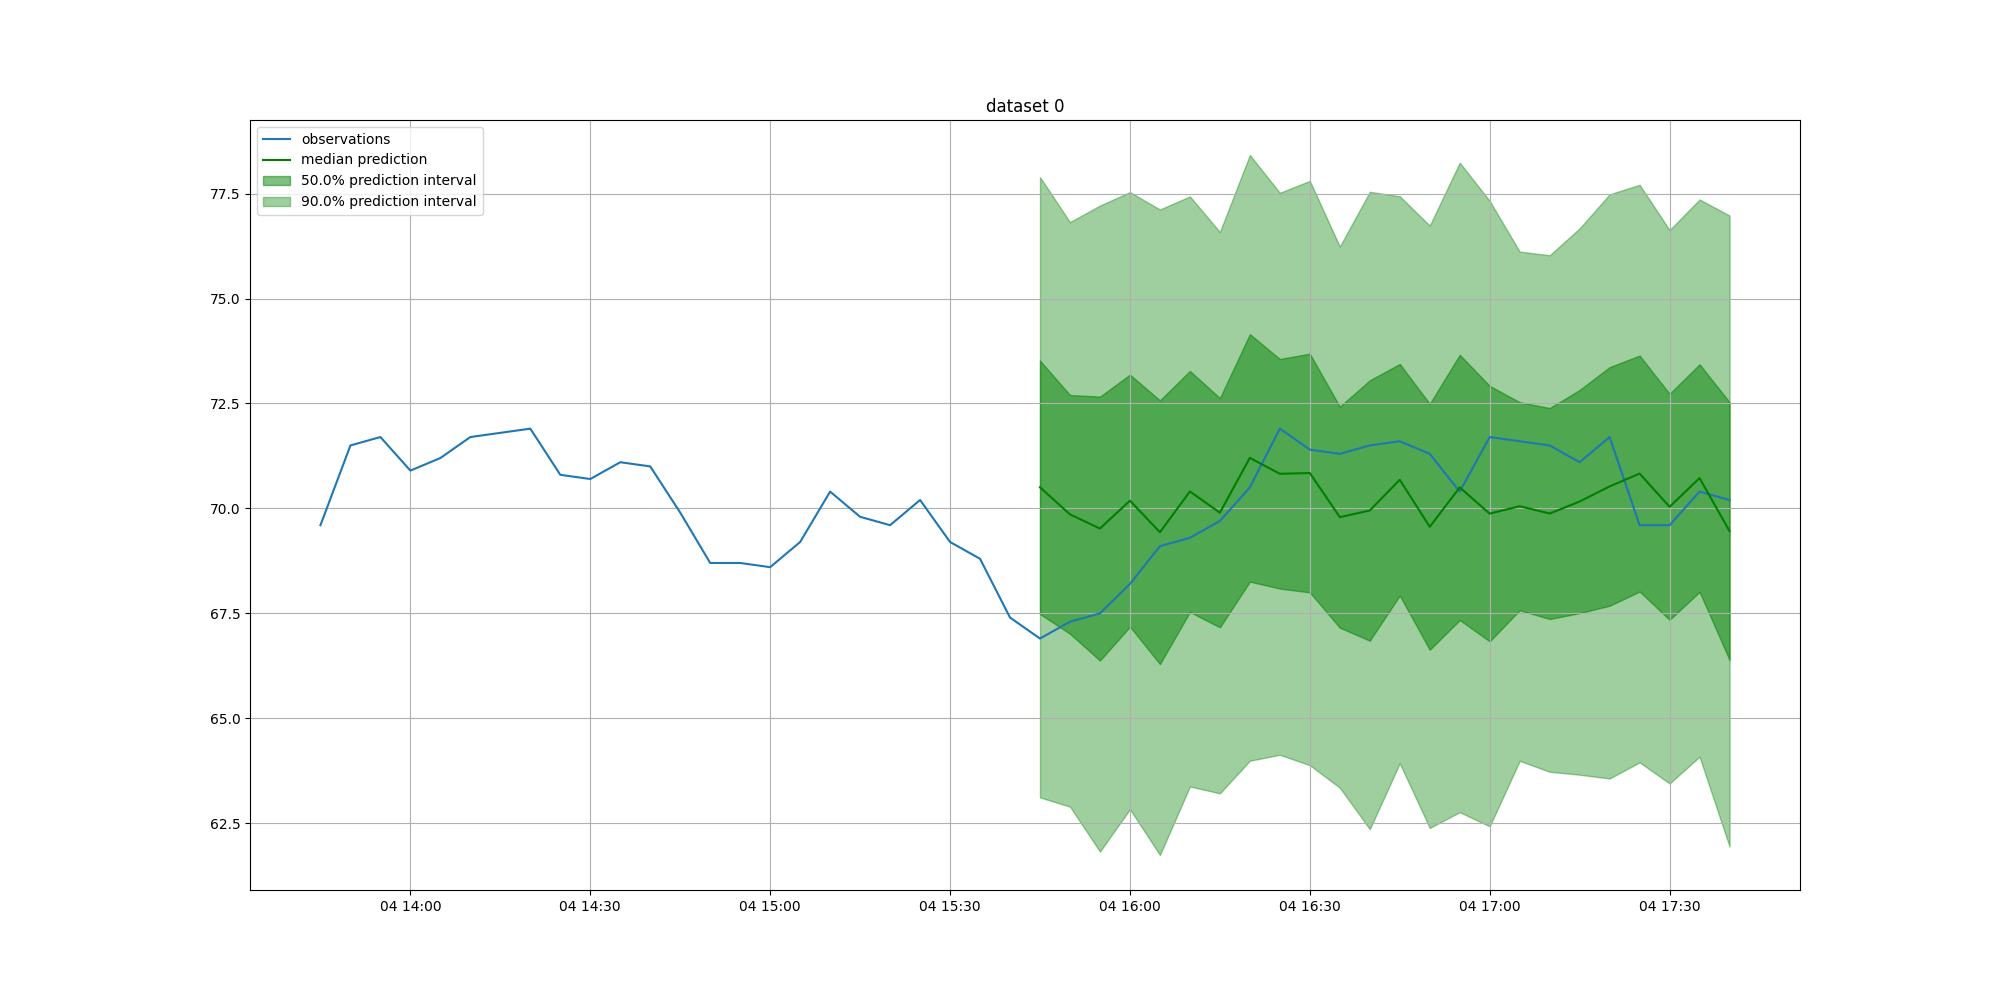 dataset 0
observations
median prediction
50.0% prediction interval
90.0% prediction interval
77.5
75.0
72.5
70.0
67.5
65.0
62.5
04 14:00 04 14:30 04 15:00 04 15:30 04 16:00 04 16:30 04 17:00 04 17:30